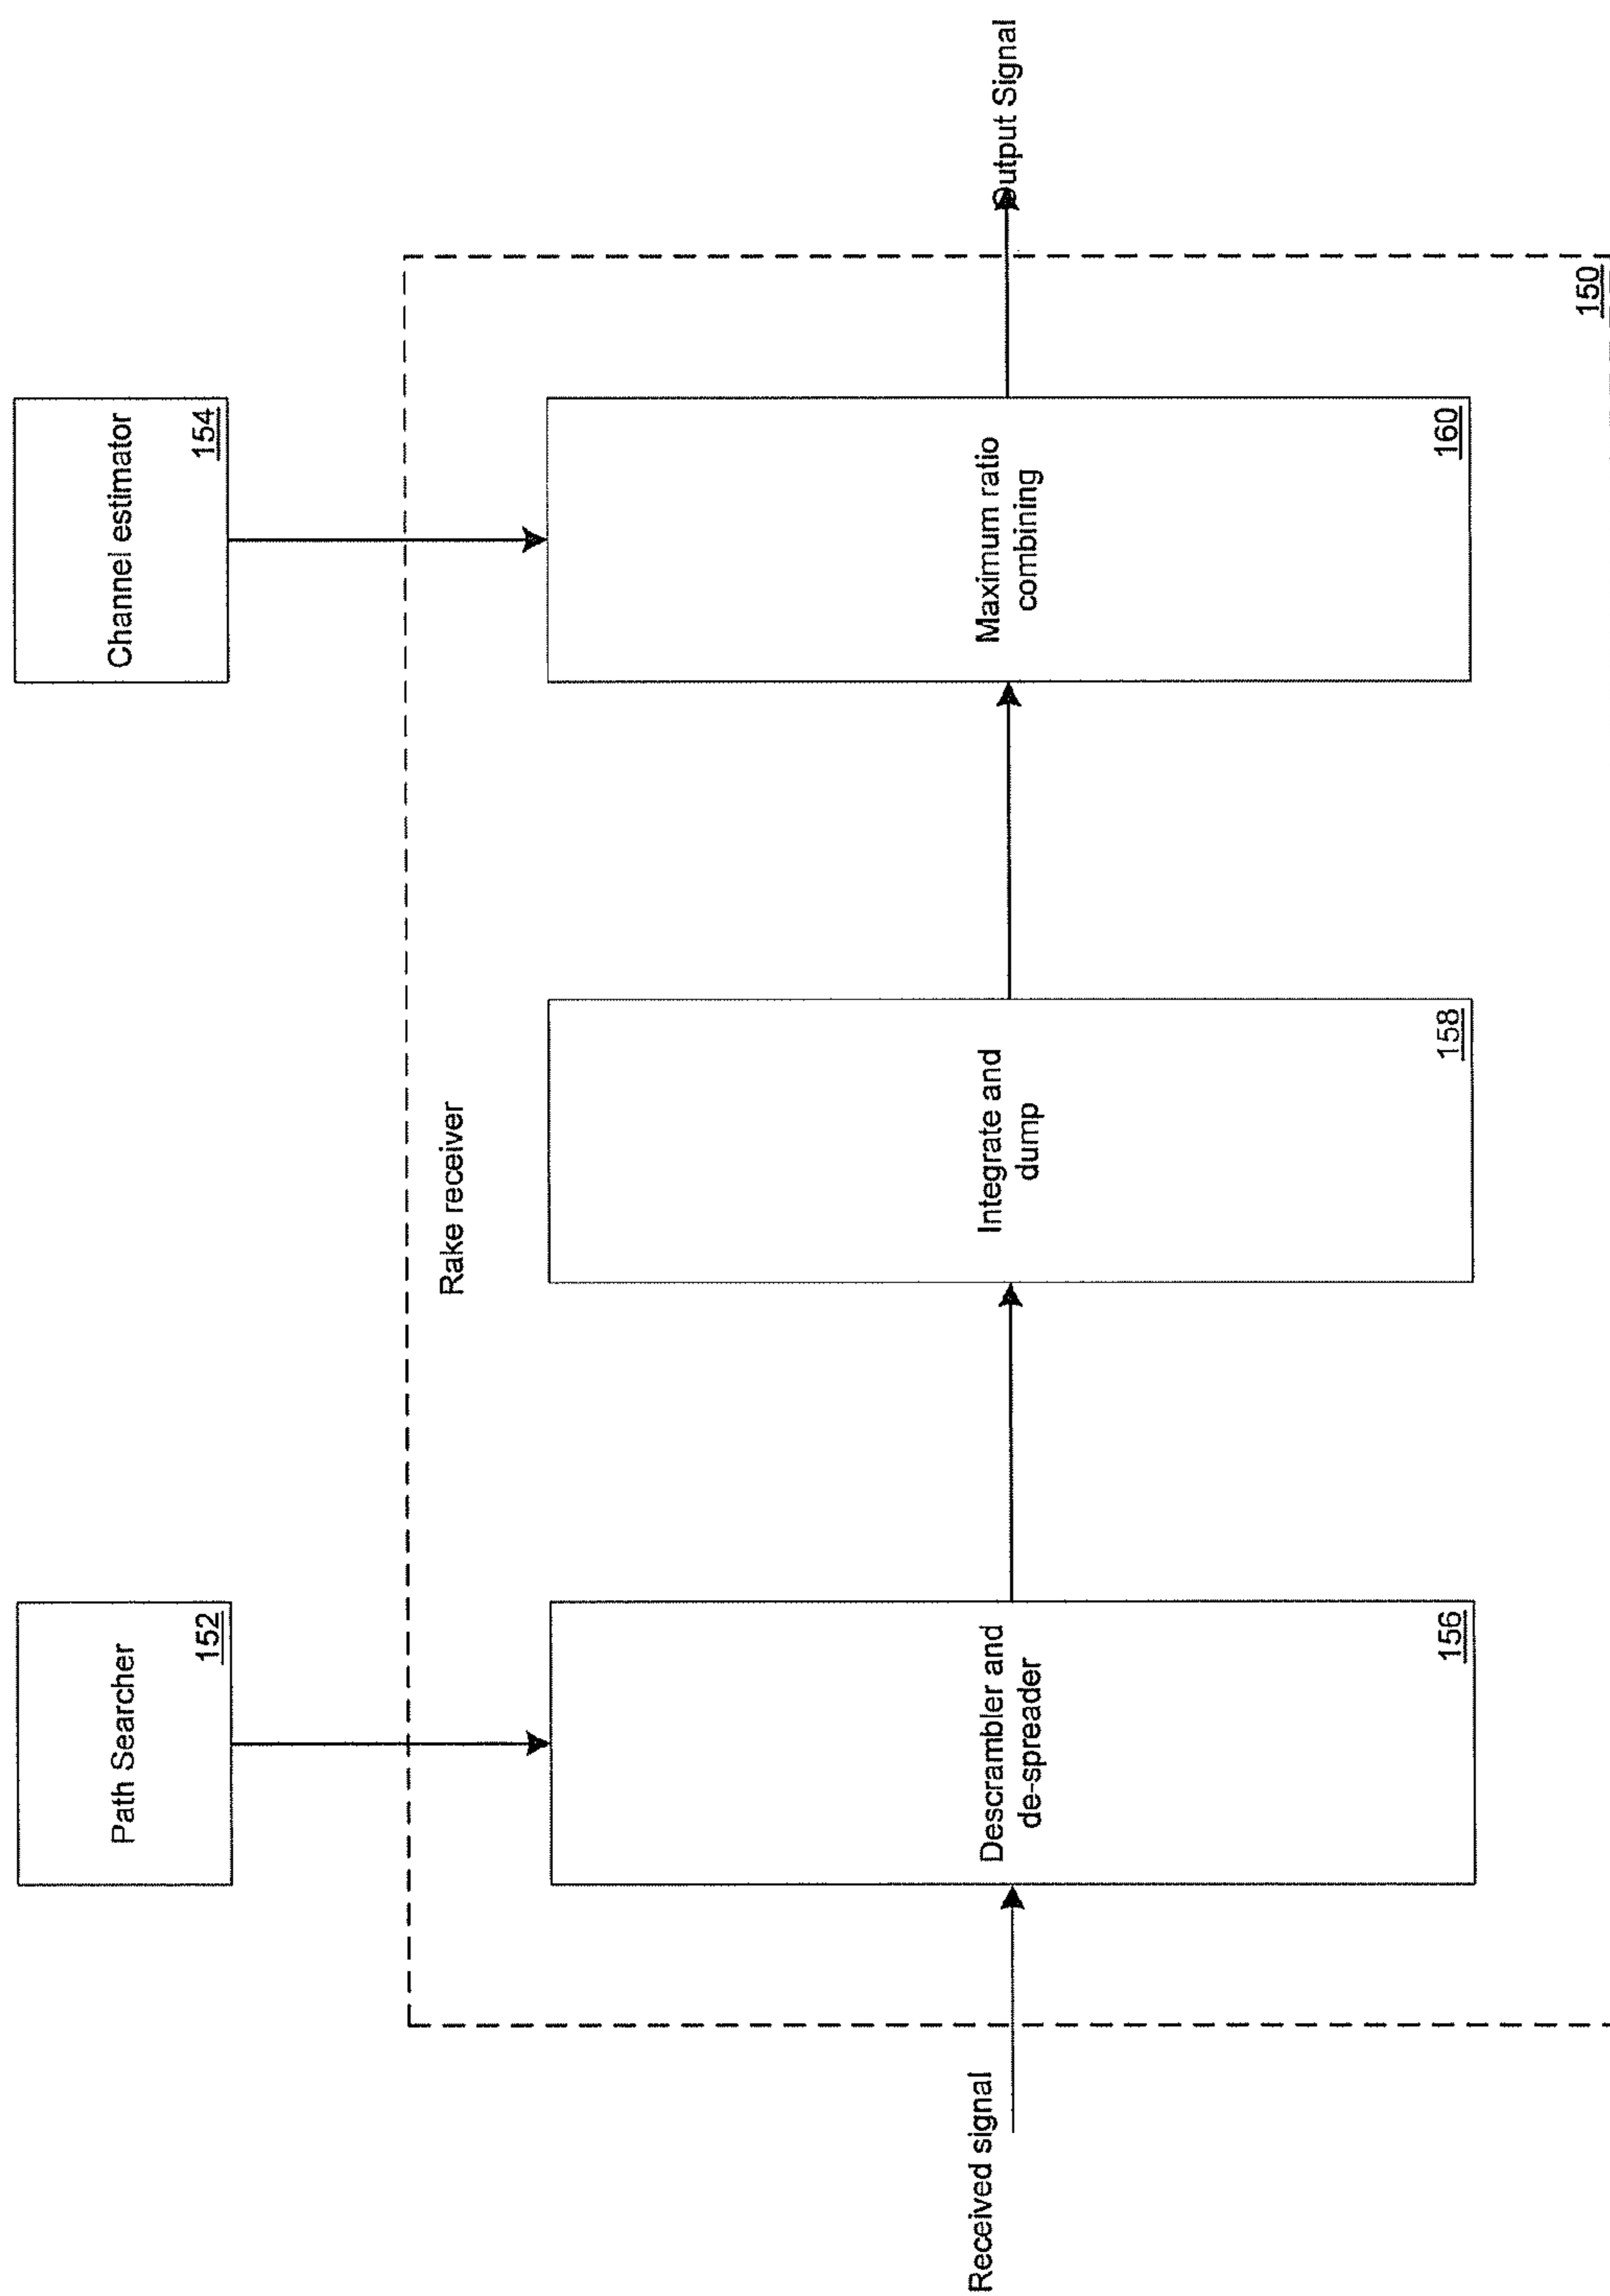 Path Searcher
152
Channel estimator
154
Rake receiver
Received signal
Descrambler and
de-spreader
156
Integrate and
dump
158
Maximum ratio
combining
160
Output Signal
150